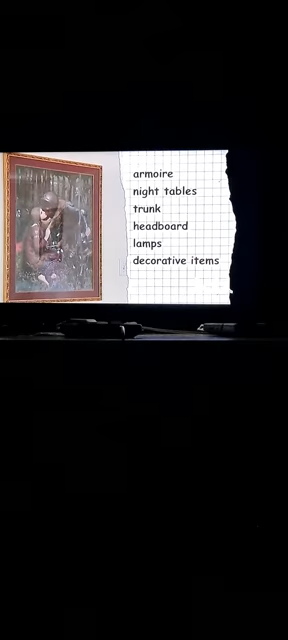 armoire
night tables
trunk
headboard
lamps
decorative items